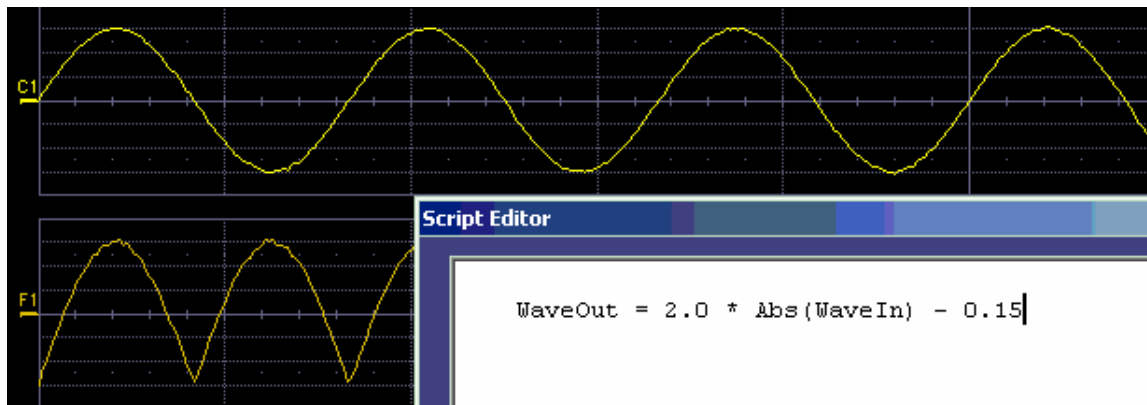 C1
Script Editor
F1
WaveOut = 2.0 * Abs(WaveIn) - 0.15